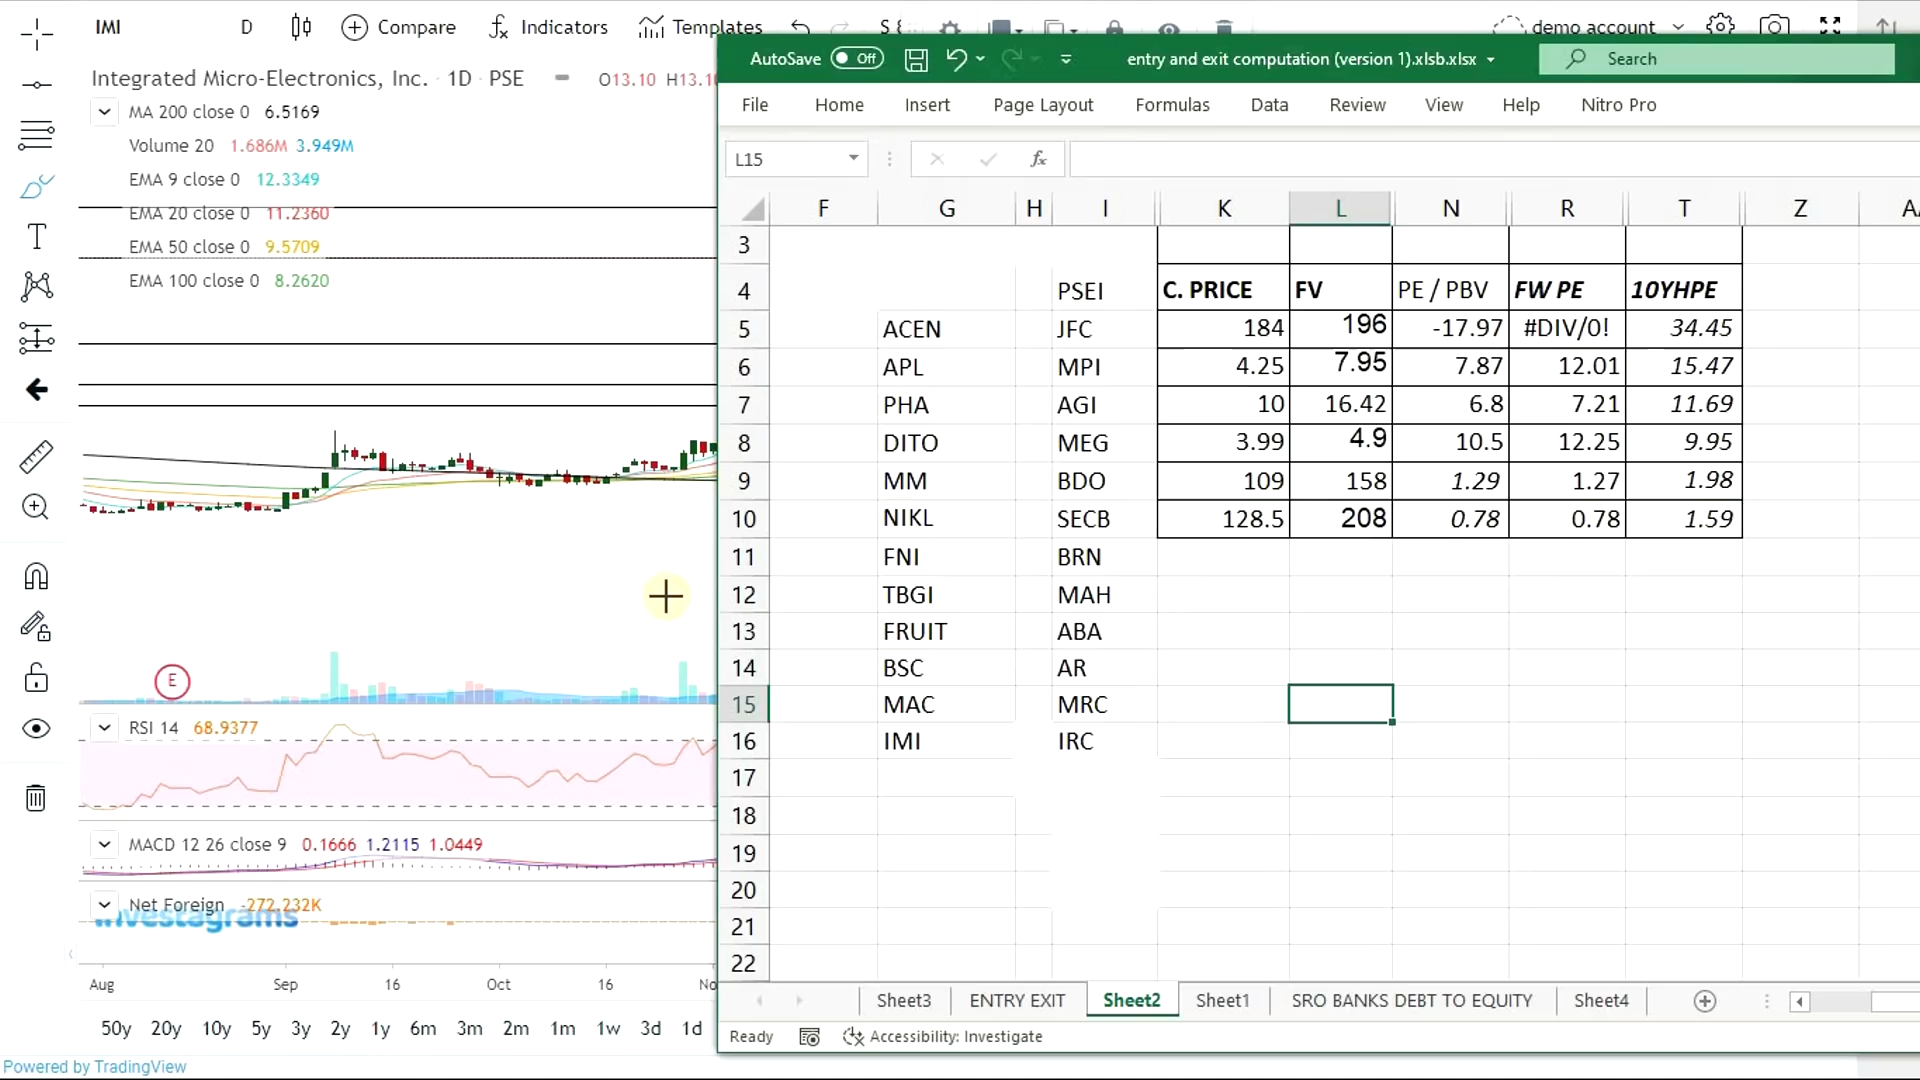 IMI D Compare Indicators Templates demo account
Integrated Micro-Electronics, Inc. · 1D · PSE O13.10 H13.1
MA 200 close 0 6.5169
Volume 20 1.686M 3.949M
EMA 9 close 0 12.3349
EMA 20 close 0 11.2360
EMA 50 close 0 9.5709
EMA 100 close 0 8.2620
E
RSI 14 68.9377
MACD 12 26 close 9 0.1666 1.2115 1.0449
Net Foreign -272.232K
Investagrams
Aug Sep 16 Oct 16 No
50y 20y 10y 5y 3y 2y 1y 6m 3m 2m 1m 1w 3d 1d
Powered by TradingView
AutoSave Off entry and exit computation (version 1).xlsb.xlsx Search
File Home Insert Page Layout Formulas Data Review View Help Nitro Pro
L15 fx
F G H I K L N R T Z
3
4 PSEI C. PRICE FV PE / PBV FW PE 10YHPE
5 ACEN JFC 184 196 -17.97 #DIV/0! 34.45
6 APL MPI 4.25 7.95 7.87 12.01 15.47
7 PHA AGI 10 16.42 6.8 7.21 11.69
8 DITO MEG 3.99 4.9 10.5 12.25 9.95
9 MM BDO 109 158 1.29 1.27 1.98
10 NIKL SECB 128.5 208 0.78 0.78 1.59
11 FNI BRN
12 TBGI MAH
13 FRUIT ABA
14 BSC AR
15 MAC MRC
16 IMI IRC
17
18
19
20
21
22
Sheet3 ENTRY EXIT Sheet2 Sheet1 SRO BANKS DEBT TO EQUITY Sheet4
Ready Accessibility: Investigate